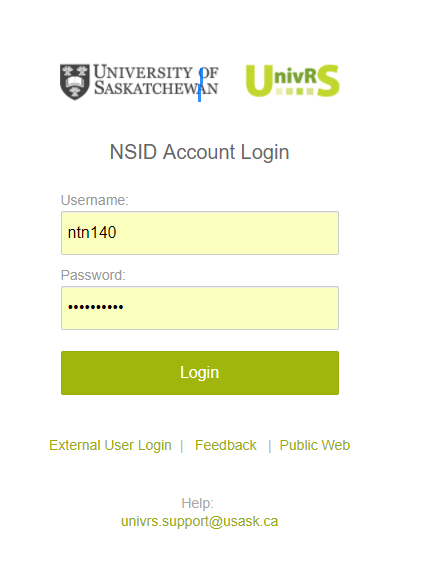 UNIVERSITY OF
SASKATCHEWAN
UnivRS
NSID Account Login
Username:
ntn140
Password:
••••••••••
Login
External User Login | Feedback | Public Web
Help:
univrs.support@usask.ca